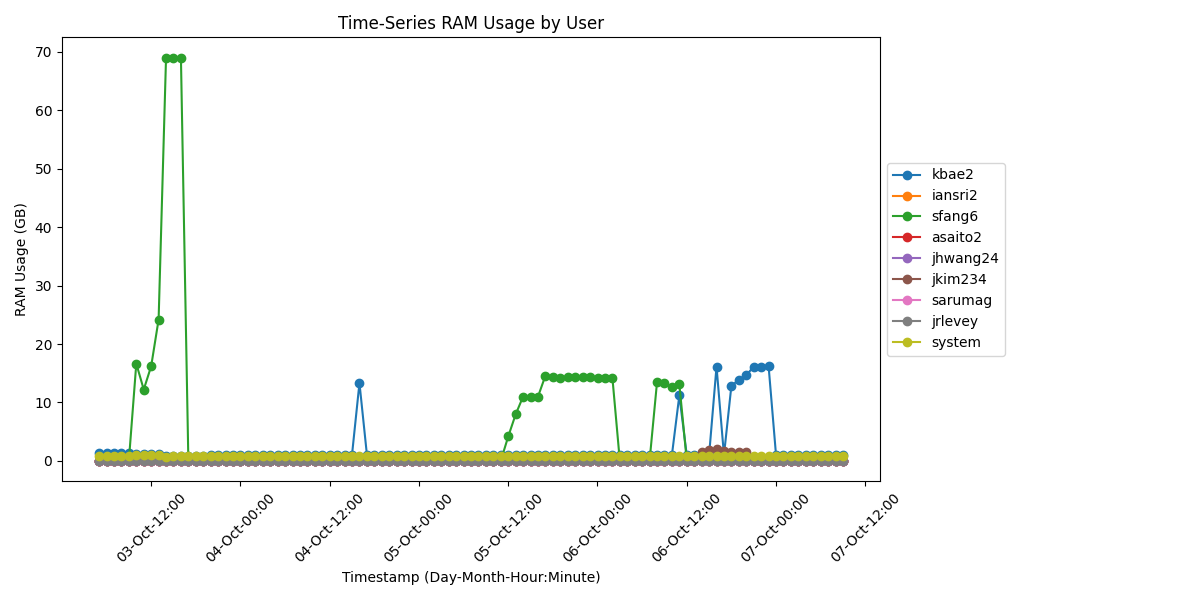 Time-Series RAM Usage by User
70
60
50
40
30
20
10
0
RAM Usage (GB)
03-Oct-12:00
04-Oct-00:00
04-Oct-12:00
05-Oct-00:00
05-Oct-12:00
06-Oct-00:00
06-Oct-12:00
07-Oct-00:00
07-Oct-12:00
Timestamp (Day-Month-Hour:Minute)
kbae2
iansri2
sfang6
asaito2
jhwang24
jkim234
sarumag
jrlevey
system